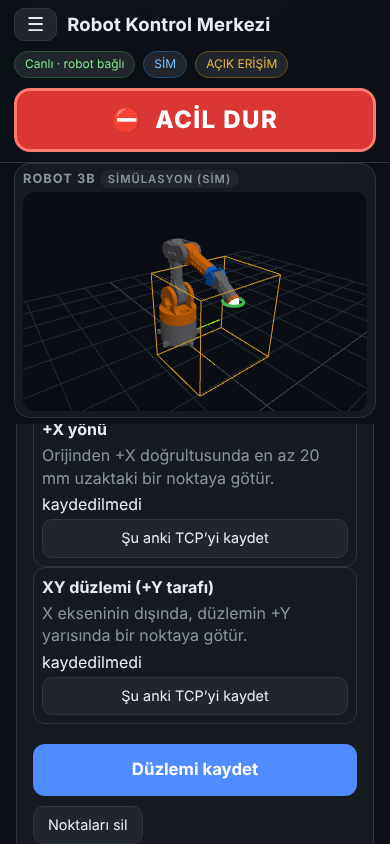 ☰ Robot Kontrol Merkezi
Canlı · robot bağlı SİM AÇIK ERİŞİM
⛔ ACİL DUR
ROBOT 3B SİMÜLASYON (SİM)
+X yönü
Orijinden +X doğrultusunda en az 20
mm uzaktaki bir noktaya götür.
kaydedilmedi
Şu anki TCP'yi kaydet
XY düzlemi (+Y tarafı)
X ekseninin dışında, düzlemin +Y
yarısında bir noktaya götür.
kaydedilmedi
Şu anki TCP'yi kaydet
Düzlemi kaydet
Noktaları sil